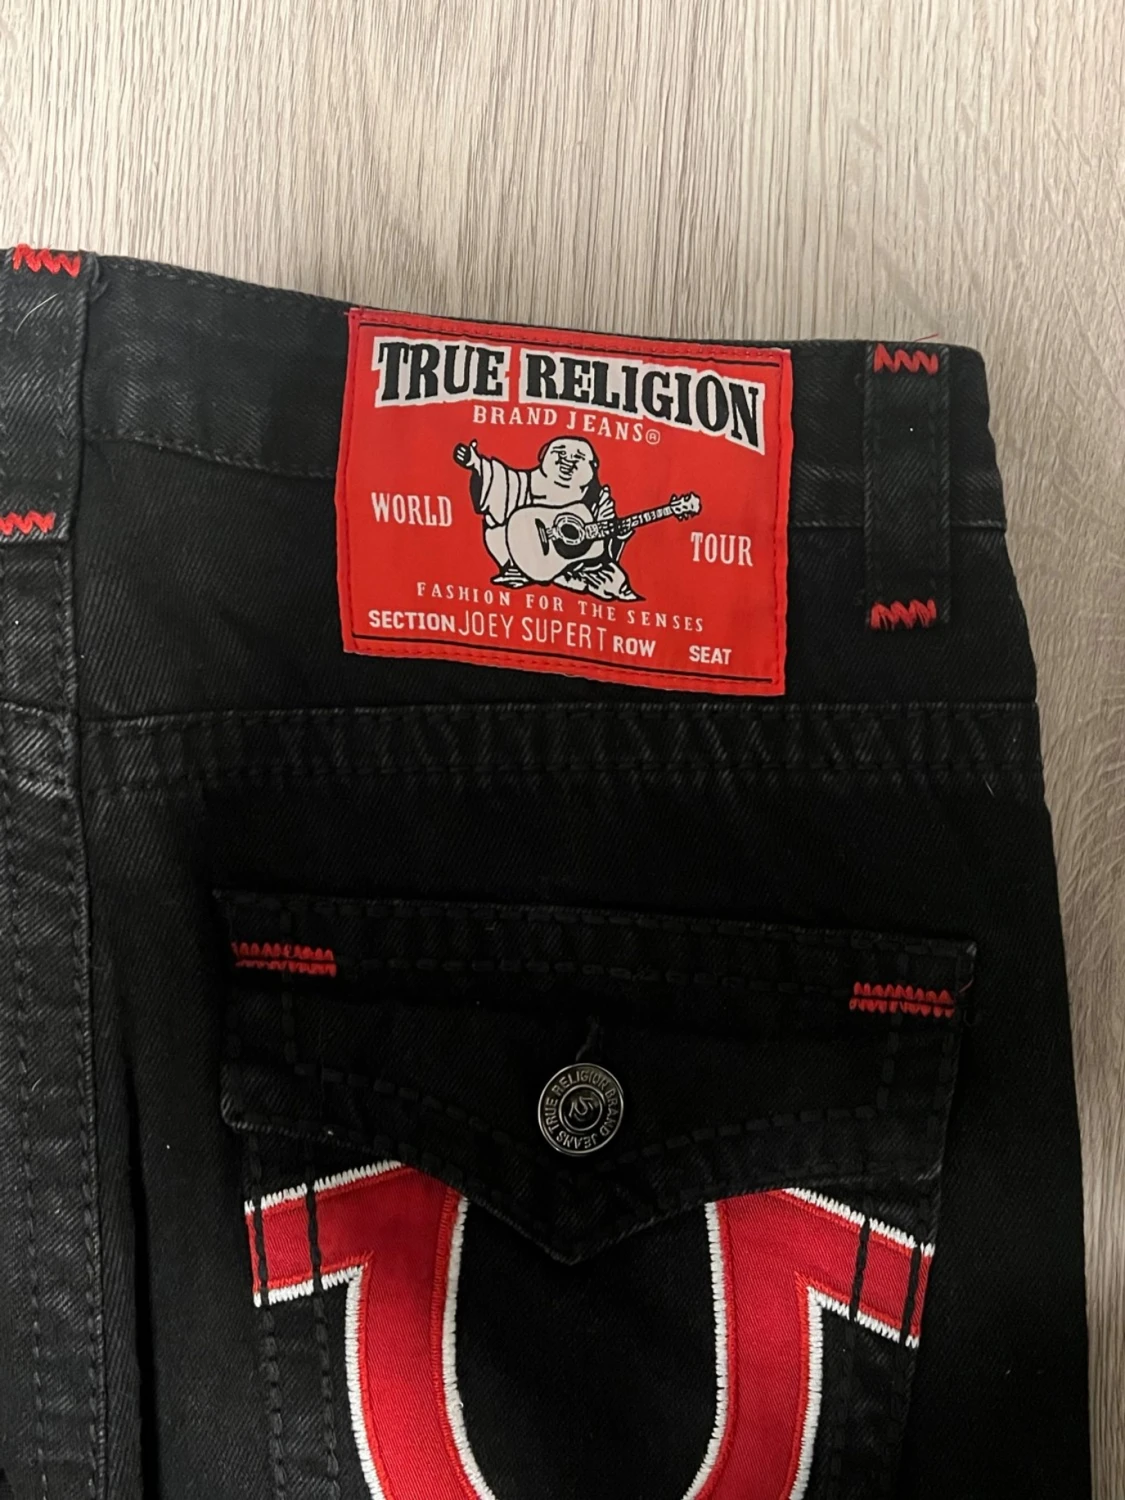 TRUE RELIGION
BRAND JEANS®
WORLD TOUR
FASHION FOR THE SENSES
SECTION JOEY SUPERT ROW SEAT
TRUE RELIGION BRAND JEANS